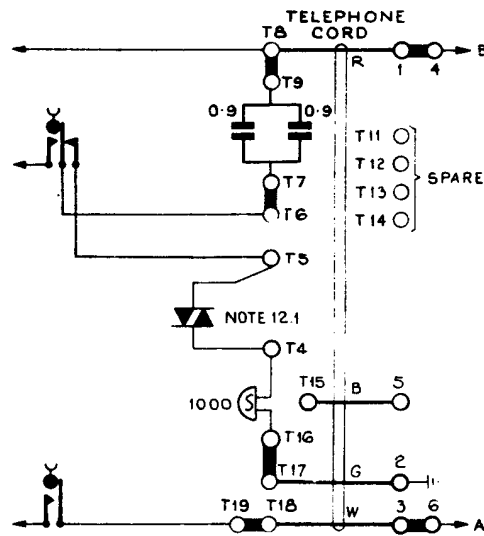 TELEPHONE
CORD
T8
R
1
4
B
T9
0·9
0·9
T11
T12
T13
T14
SPARE
T7
T6
T5
NOTE 12.1
T4
1000
S
T15
B
5
T16
T17
G
2
T19
T18
W
3
6
A